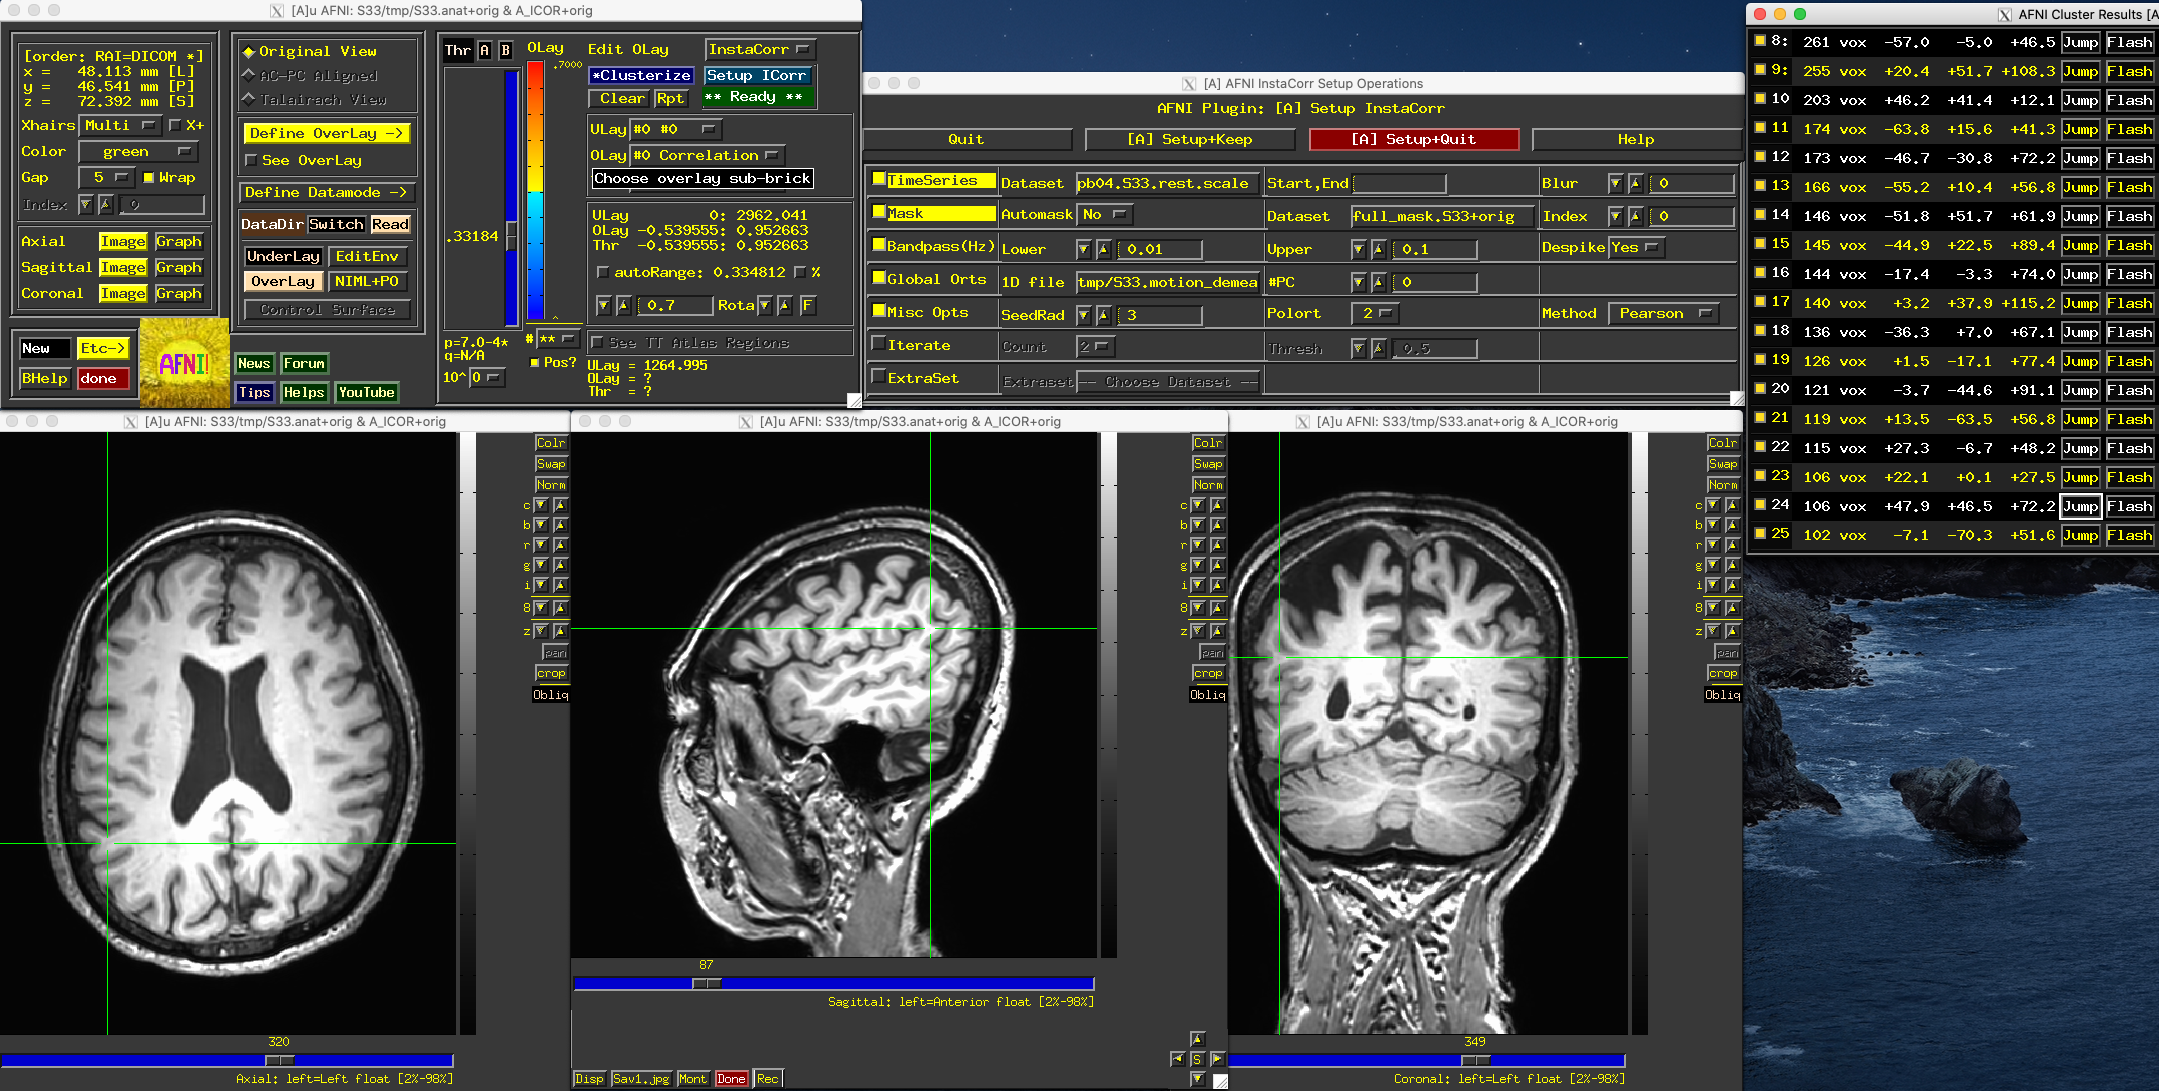 [A]u AFNI: S33/tmp/S33.anat+orig & A_ICOR+orig
[order: RAI=DICOM *]
x = 48.113 mm [L]
y = 46.541 mm [P]
z = 72.392 mm [S]
Xhairs Multi X+
Color green
Gap 5 Wrap
Index 0
Axial Image Graph
Sagittal Image Graph
Coronal Image Graph
New Etc->
BHelp done
AFNI!
Original View
AC-PC Aligned
Talairach View
Define OverLay ->
See OverLay
Define Datamode ->
DataDir Switch Read
UnderLay EditEnv
OverLay NIML+PO
Control Surface
News Forum
Tips Helps YouTube
Thr A B OLay
.7000
.33184
p=7.0-4*
q=N/A
10^ 0
# **
Pos?
Edit OLay InstaCorr
*Clusterize Setup ICorr
Clear Rpt ** Ready **
ULay #0 #0
OLay #0 Correlation
Choose overlay sub-brick
ULay 0: 2962.041
OLay -0.539555: 0.952663
Thr -0.539555: 0.952663
autoRange: 0.334812 %
0.7 Rota F
See TT Atlas Regions
ULay = 1264.995
OLay = ?
Thr = ?
[A] AFNI InstaCorr Setup Operations
AFNI Plugin: [A] Setup InstaCorr
Quit [A] Setup+Keep [A] Setup+Quit Help
TimeSeries Dataset pb04.S33.rest.scale Start,End Blur 0
Mask Automask No Dataset full_mask.S33+orig Index 0
Bandpass(Hz) Lower 0.01 Upper 0.1 Despike Yes
Global Orts 1D file tmp/S33.motion_demea #PC 0
Misc Opts SeedRad 3 Polort 2 Method Pearson
Iterate Count 2 Thresh 0.5
ExtraSet Extraset -- Choose Dataset --
AFNI Cluster Results [A
8: 261 vox -57.0 -5.0 +46.5 Jump Flash
9: 255 vox +20.4 +51.7 +108.3 Jump Flash
10 203 vox +46.2 +41.4 +12.1 Jump Flash
11 174 vox -63.8 +15.6 +41.3 Jump Flash
12 173 vox -46.7 -30.8 +72.2 Jump Flash
13 166 vox -55.2 +10.4 +56.8 Jump Flash
14 146 vox -51.8 +51.7 +61.9 Jump Flash
15 145 vox -44.9 +22.5 +89.4 Jump Flash
16 144 vox -17.4 -3.3 +74.0 Jump Flash
17 140 vox +3.2 +37.9 +115.2 Jump Flash
18 136 vox -36.3 +7.0 +67.1 Jump Flash
19 126 vox +1.5 -17.1 +77.4 Jump Flash
20 121 vox -3.7 -44.6 +91.1 Jump Flash
21 119 vox +13.5 -63.5 +56.8 Jump Flash
22 115 vox +27.3 -6.7 +48.2 Jump Flash
23 106 vox +22.1 +0.1 +27.5 Jump Flash
24 106 vox +47.9 +46.5 +72.2 Jump Flash
25 102 vox -7.1 -70.3 +51.6 Jump Flash
[A]u AFNI: S33/tmp/S33.anat+orig & A_ICOR+orig
Colr
Swap
Norm
c
b
r
g
i
8
z
pan
crop
Obliq
320
Axial: left=Left float [2%-98%]
[A]u AFNI: S33/tmp/S33.anat+orig & A_ICOR+orig
Colr
Swap
Norm
c
b
r
g
i
8
z
pan
crop
Obliq
87
Sagittal: left=Anterior float [2%-98%]
S
Disp Sav1.jpg Mont Done Rec
[A]u AFNI: S33/tmp/S33.anat+orig & A_ICOR+orig
Colr
Swap
Norm
c
b
r
g
i
8
z
pan
crop
Obliq
349
Coronal: left=Left float [2%-98%]